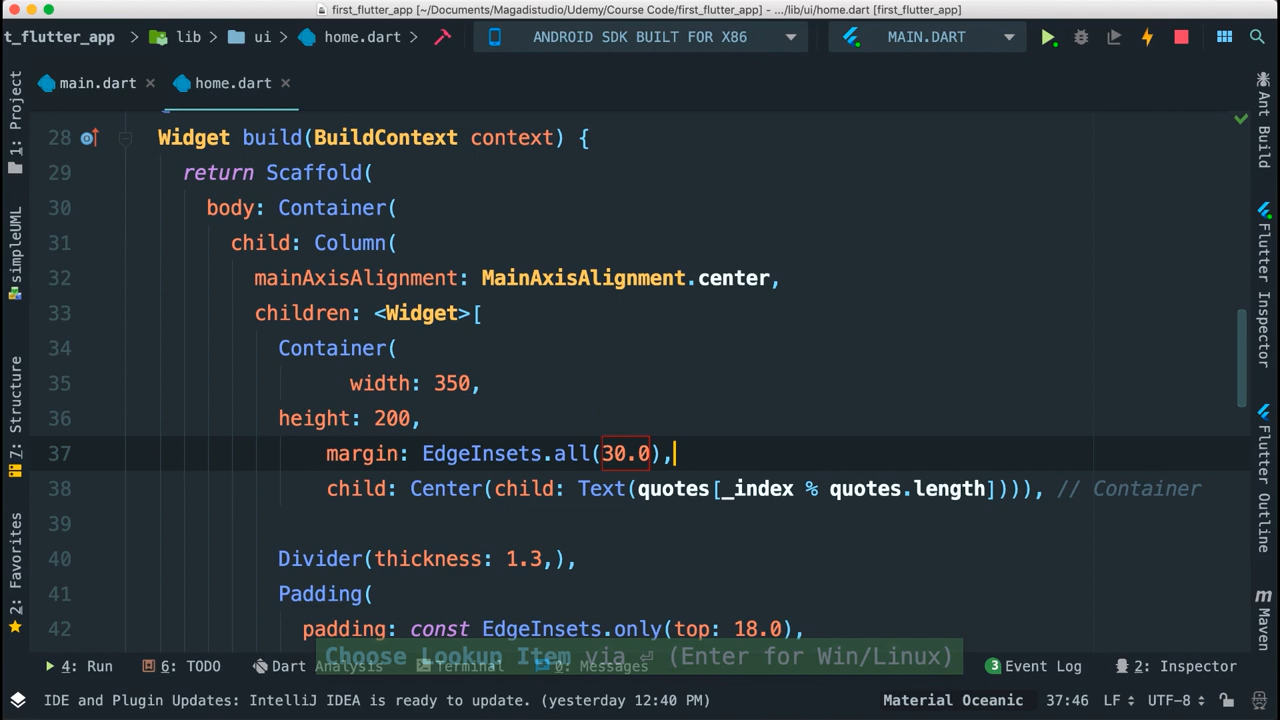 first_flutter_app [~/Documents/Magadistudio/Udemy/Course Code/first_flutter_app] - .../lib/ui/home.dart [first_flutter_app]
t_flutter_app lib ui home.dart ANDROID SDK BUILT FOR X86 MAIN.DART
main.dart home.dart
1: Project
simpleUML
7: Structure
2: Favorites
28 Widget build(BuildContext context) {
29 return Scaffold(
30 body: Container(
31 child: Column(
32 mainAxisAlignment: MainAxisAlignment.center,
33 children: <Widget>[
34 Container(
35 width: 350,
36 height: 200,
37 margin: EdgeInsets.all(30.0),
38 child: Center(child: Text(quotes[_index % quotes.length]))), // Container
39
40 Divider(thickness: 1.3,),
41 Padding(
42 padding: const EdgeInsets.only(top: 18.0),
Ant Build
Flutter Inspector
Flutter Outline
m Maven
Choose Lookup Item via ⏎ (Enter for Win/Linux)
4: Run 6: TODO Dart Analysis Terminal 0: Messages 3 Event Log 2: Inspector
IDE and Plugin Updates: IntelliJ IDEA is ready to update. (yesterday 12:40 PM) Material Oceanic 37:46 LF UTF-8